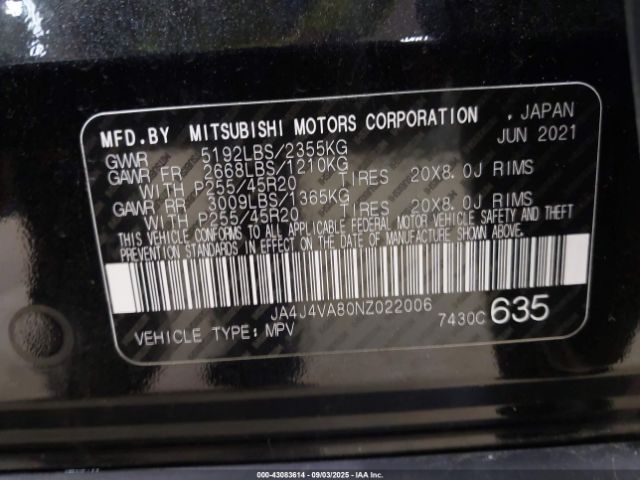 MFD.BY MITSUBISHI MOTORS CORPORATION , JAPAN
JUN 2021
GWWR 5192LBS/2355KG
GAWR FR 2668LBS/1210KG
WITH P255/45R20 TIRES 20X8.0J RIMS
GAWR RR 3009LBS/1365KG
WITH P255/45R20 TIRES 20X8.0J RIMS
THIS VEHICLE CONFORMS TO ALL APPLICABLE FEDERAL MOTOR VEHICLE SAFETY AND THEFT
PREVENTION STANDARDS IN EFFECT ON THE DATE OF MANUFACTURE SHOWN ABOVE.
JA4J4VA80NZ022006
VEHICLE TYPE: MPV 7430C 635
000-43083614 - 09/03/2025 - IAA Inc.